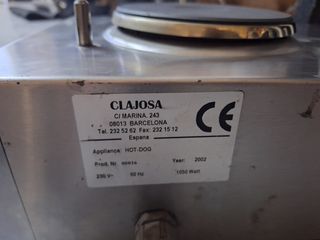 CLAJOSA
C/ MARINA, 243
08013 BARCELONA
Tel. 232 52 62 Fax: 232 15 12
Espana
CE
Appliance: HOT-DOG
Prod. Nr Year: 2002
230 V~ 50 Hz 1050 Watt